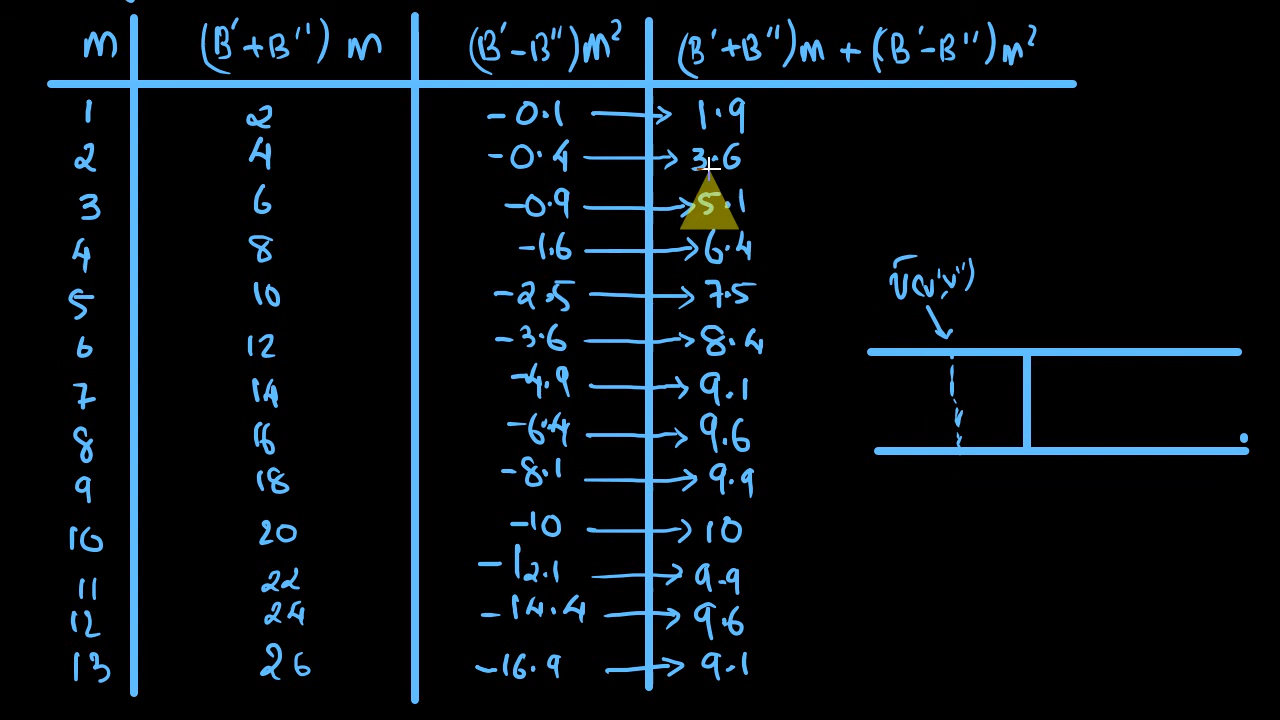 m (B′+B″) m (B′−B″)m² (B′+B″)m + (B′−B″)m²
1 2 -0.1 → 1.9
2 4 -0.4 → 3.6
3 6 -0.9 → 5.1
4 8 -1.6 → 6.4
5 10 -2.5 → 7.5
6 12 -3.6 → 8.4
7 14 -4.9 → 9.1
8 16 -6.4 → 9.6
9 18 -8.1 → 9.9
10 20 -10 → 10
11 22 -12.1 → 9.9
12 24 -14.4 → 9.6
13 26 -16.9 → 9.1
ν̄(v′,v″)